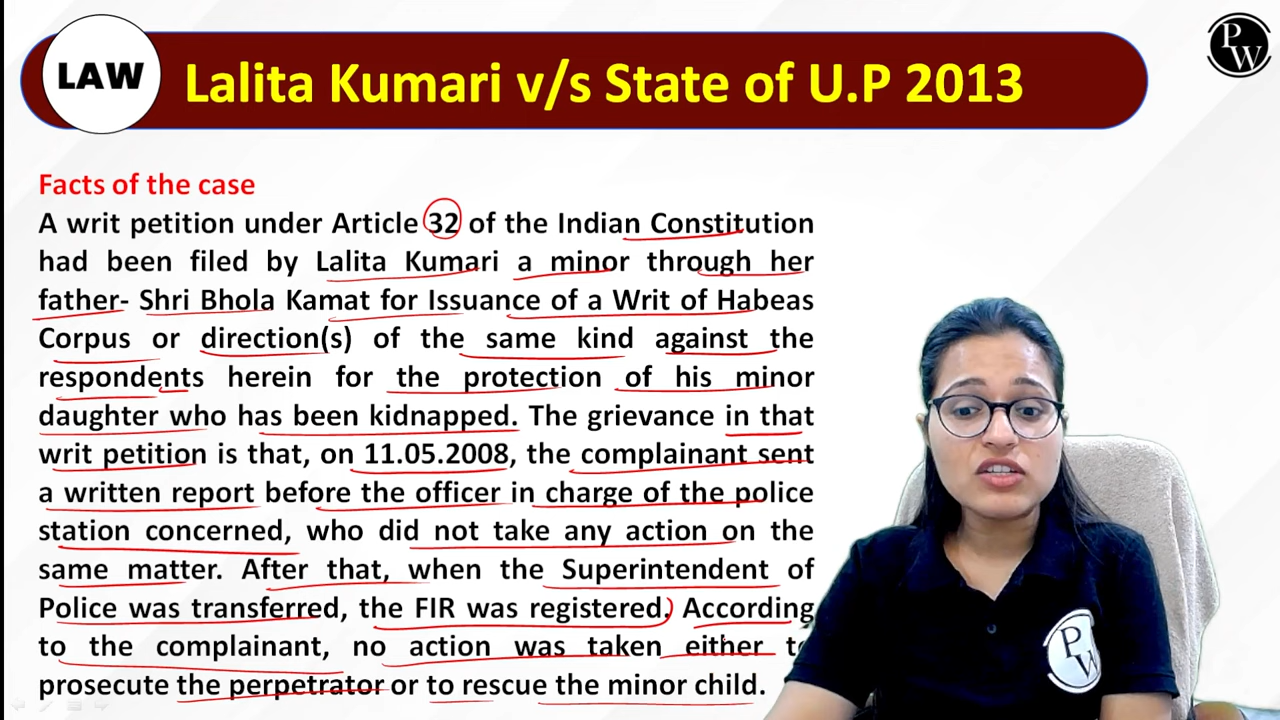 LAW
Lalita Kumari v/s State of U.P 2013
PW
Facts of the case
A writ petition under Article 32 of the Indian Constitution
had been filed by Lalita Kumari a minor through her
father- Shri Bhola Kamat for Issuance of a Writ of Habeas
Corpus or direction(s) of the same kind against the
respondents herein for the protection of his minor
daughter who has been kidnapped. The grievance in that
writ petition is that, on 11.05.2008, the complainant sent
a written report before the officer in charge of the police
station concerned, who did not take any action on the
same matter. After that, when the Superintendent of
Police was transferred, the FIR was registered. According
to the complainant, no action was taken either to
prosecute the perpetrator or to rescue the minor child.
PW